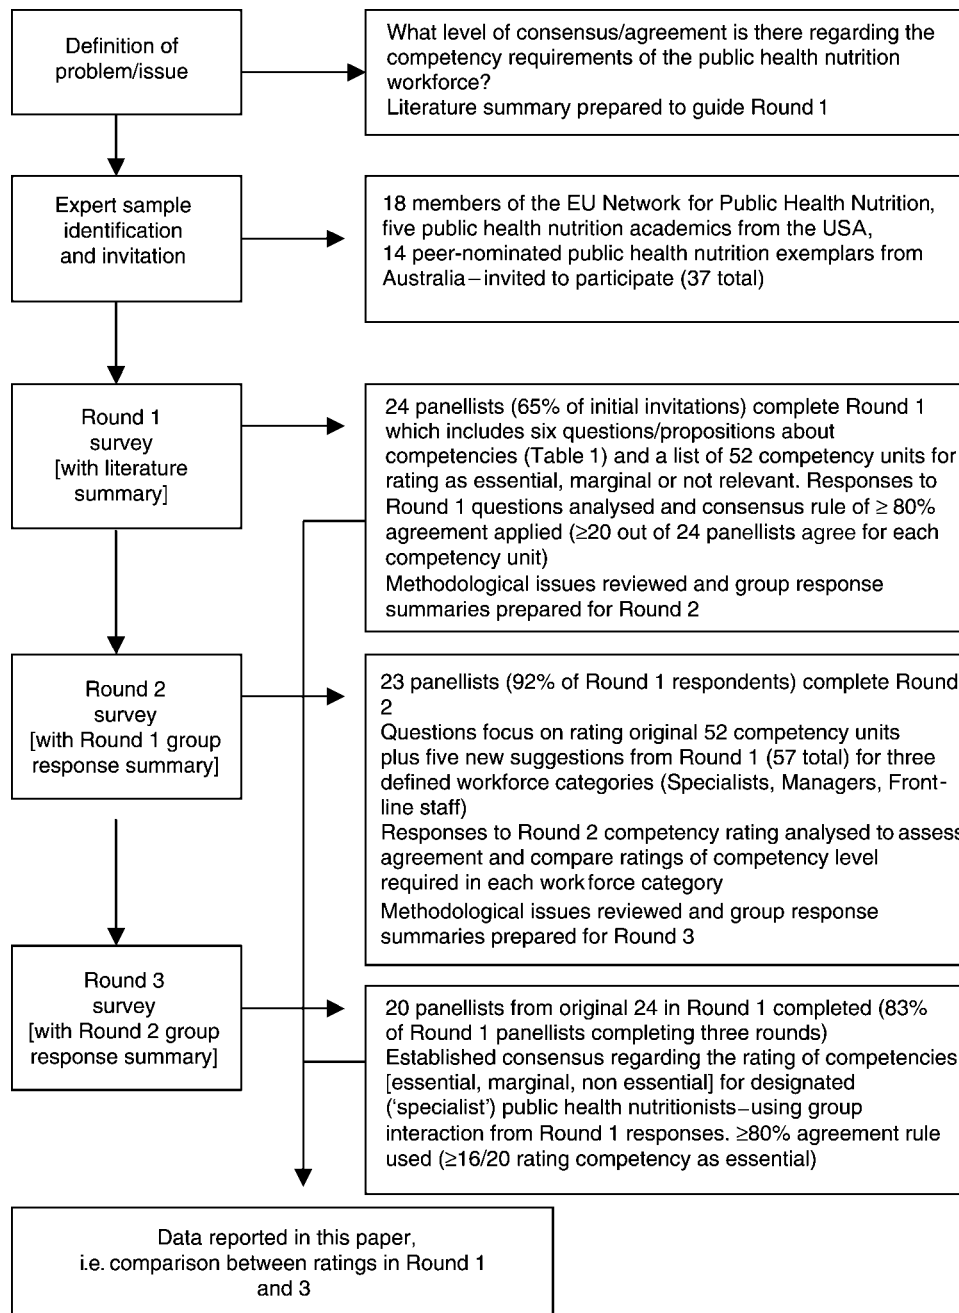 Definition of
problem/issue
What level of consensus/agreement is there regarding the
competency requirements of the public health nutrition
workforce?
Literature summary prepared to guide Round 1
Expert sample
identification
and invitation
18 members of the EU Network for Public Health Nutrition,
five public health nutrition academics from the USA,
14 peer-nominated public health nutrition exemplars from
Australia–invited to participate (37 total)
Round 1
survey
[with literature
summary]
24 panellists (65% of initial invitations) complete Round 1
which includes six questions/propositions about
competencies (Table 1) and a list of 52 competency units for
rating as essential, marginal or not relevant. Responses to
Round 1 questions analysed and consensus rule of ≥ 80%
agreement applied (≥20 out of 24 panellists agree for each
competency unit)
Methodological issues reviewed and group response
summaries prepared for Round 2
Round 2
survey
[with Round 1 group
response summary]
23 panellists (92% of Round 1 respondents) complete Round
2
Questions focus on rating original 52 competency units
plus five new suggestions from Round 1 (57 total) for three
defined workforce categories (Specialists, Managers, Front-
line staff)
Responses to Round 2 competency rating analysed to assess
agreement and compare ratings of competency level
required in each workforce category
Methodological issues reviewed and group response
summaries prepared for Round 3
Round 3
survey
[with Round 2 group
response summary]
20 panellists from original 24 in Round 1 completed (83%
of Round 1 panellists completing three rounds)
Established consensus regarding the rating of competencies
[essential, marginal, non essential] for designated
(‘specialist’) public health nutritionists–using group
interaction from Round 1 responses. ≥80% agreement rule
used (≥16/20 rating competency as essential)
Data reported in this paper,
i.e. comparison between ratings in Round 1
and 3